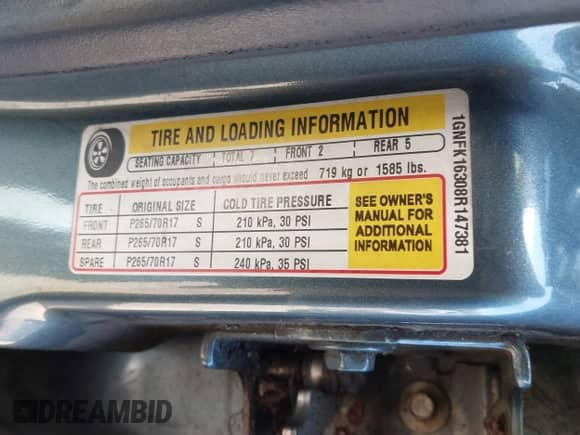 TIRE AND LOADING INFORMATION
SEATING CAPACITY TOTAL 7 FRONT 2 REAR 5
The combined weight of occupants and cargo should never exceed 719 kg or 1585 lbs.
TIRE ORIGINAL SIZE COLD TIRE PRESSURE
FRONT P265/70R17 S 210 kPa, 30 PSI
REAR P265/70R17 S 210 kPa, 30 PSI
SPARE P265/70R17 S 240 kPa, 35 PSI
SEE OWNER'S
MANUAL FOR
ADDITIONAL
INFORMATION
1GNFK16308R147381
DREAMBID